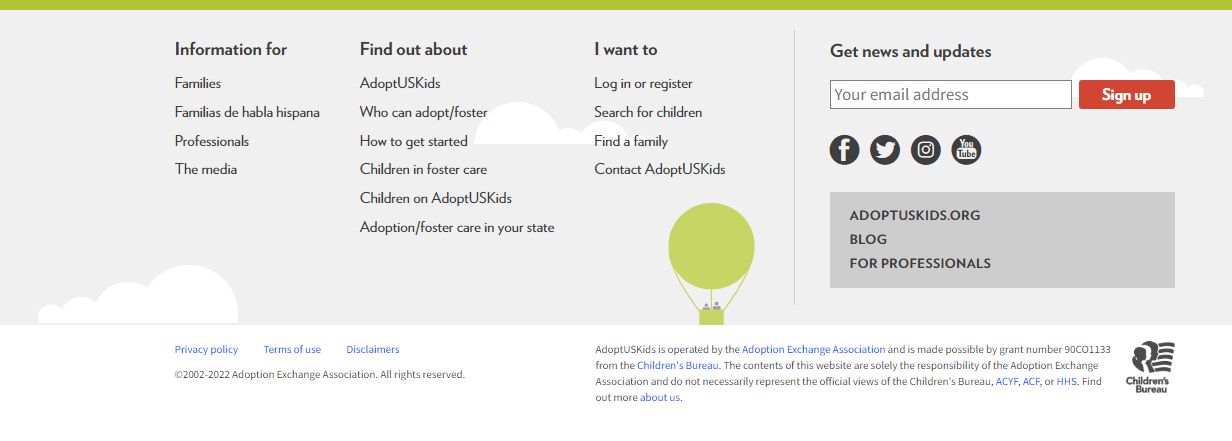 Information for
Families
Familias de habla hispana
Professionals
The media
Find out about
AdoptUSKids
Who can adopt/foster
How to get started
Children in foster care
Children on AdoptUSKids
Adoption/foster care in your state
I want to
Log in or register
Search for children
Find a family
Contact AdoptUSKids
Get news and updates
Your email address
Sign up
You
Tube
ADOPTUSKIDS.ORG
BLOG
FOR PROFESSIONALS
Privacy policy Terms of use Disclaimers
©2002-2022 Adoption Exchange Association. All rights reserved.
AdoptUSKids is operated by the Adoption Exchange Association and is made possible by grant number 90CO1133
from the Children's Bureau. The contents of this website are solely the responsibility of the Adoption Exchange
Association and do not necessarily represent the official views of the Children's Bureau, ACYF, ACF, or HHS. Find
out more about us.
Children's
Bureau